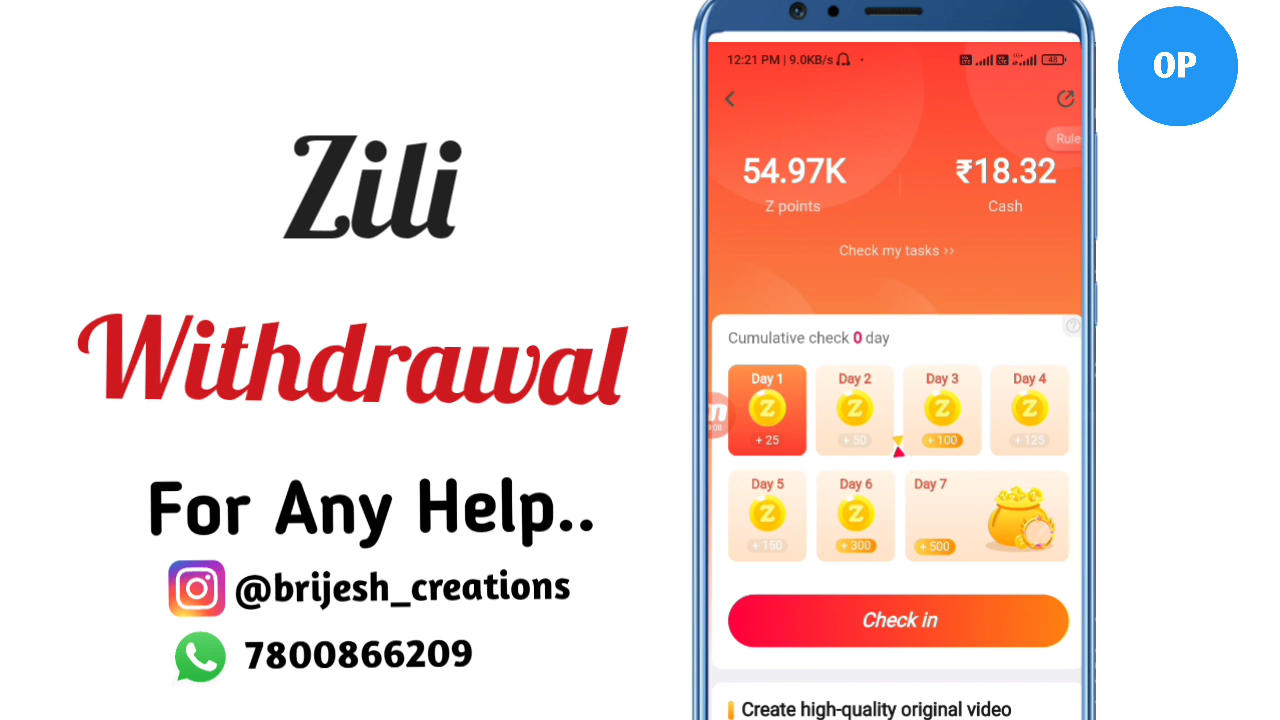 Zili
Withdrawal
For Any Help..
@brijesh_creations
7800866209
OP
12:21 PM | 9.0KB/s
48
Rule
54.97K
₹18.32
Z points
Cash
Check my tasks >>
Cumulative check 0 day
Day 1
Day 2
Day 3
Day 4
Z
Z
Z
Z
+ 25
+ 50
+ 100
+ 125
Day 5
Day 6
Day 7
Z
Z
+ 150
+ 300
+ 500
Check in
Create high-quality original video